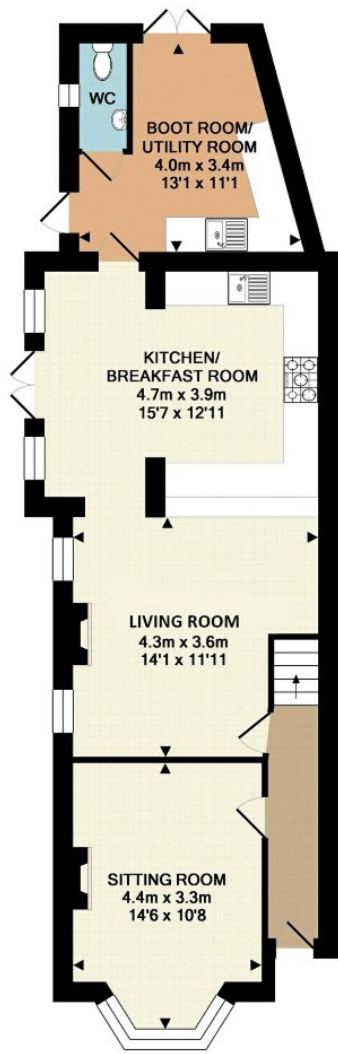 WC
BOOT ROOM/
UTILITY ROOM
4.0m x 3.4m
13'1 x 11'1
KITCHEN/
BREAKFAST ROOM
4.7m x 3.9m
15'7 x 12'11
LIVING ROOM
4.3m x 3.6m
14'1 x 11'11
SITTING ROOM
4.4m x 3.3m
14'6 x 10'8